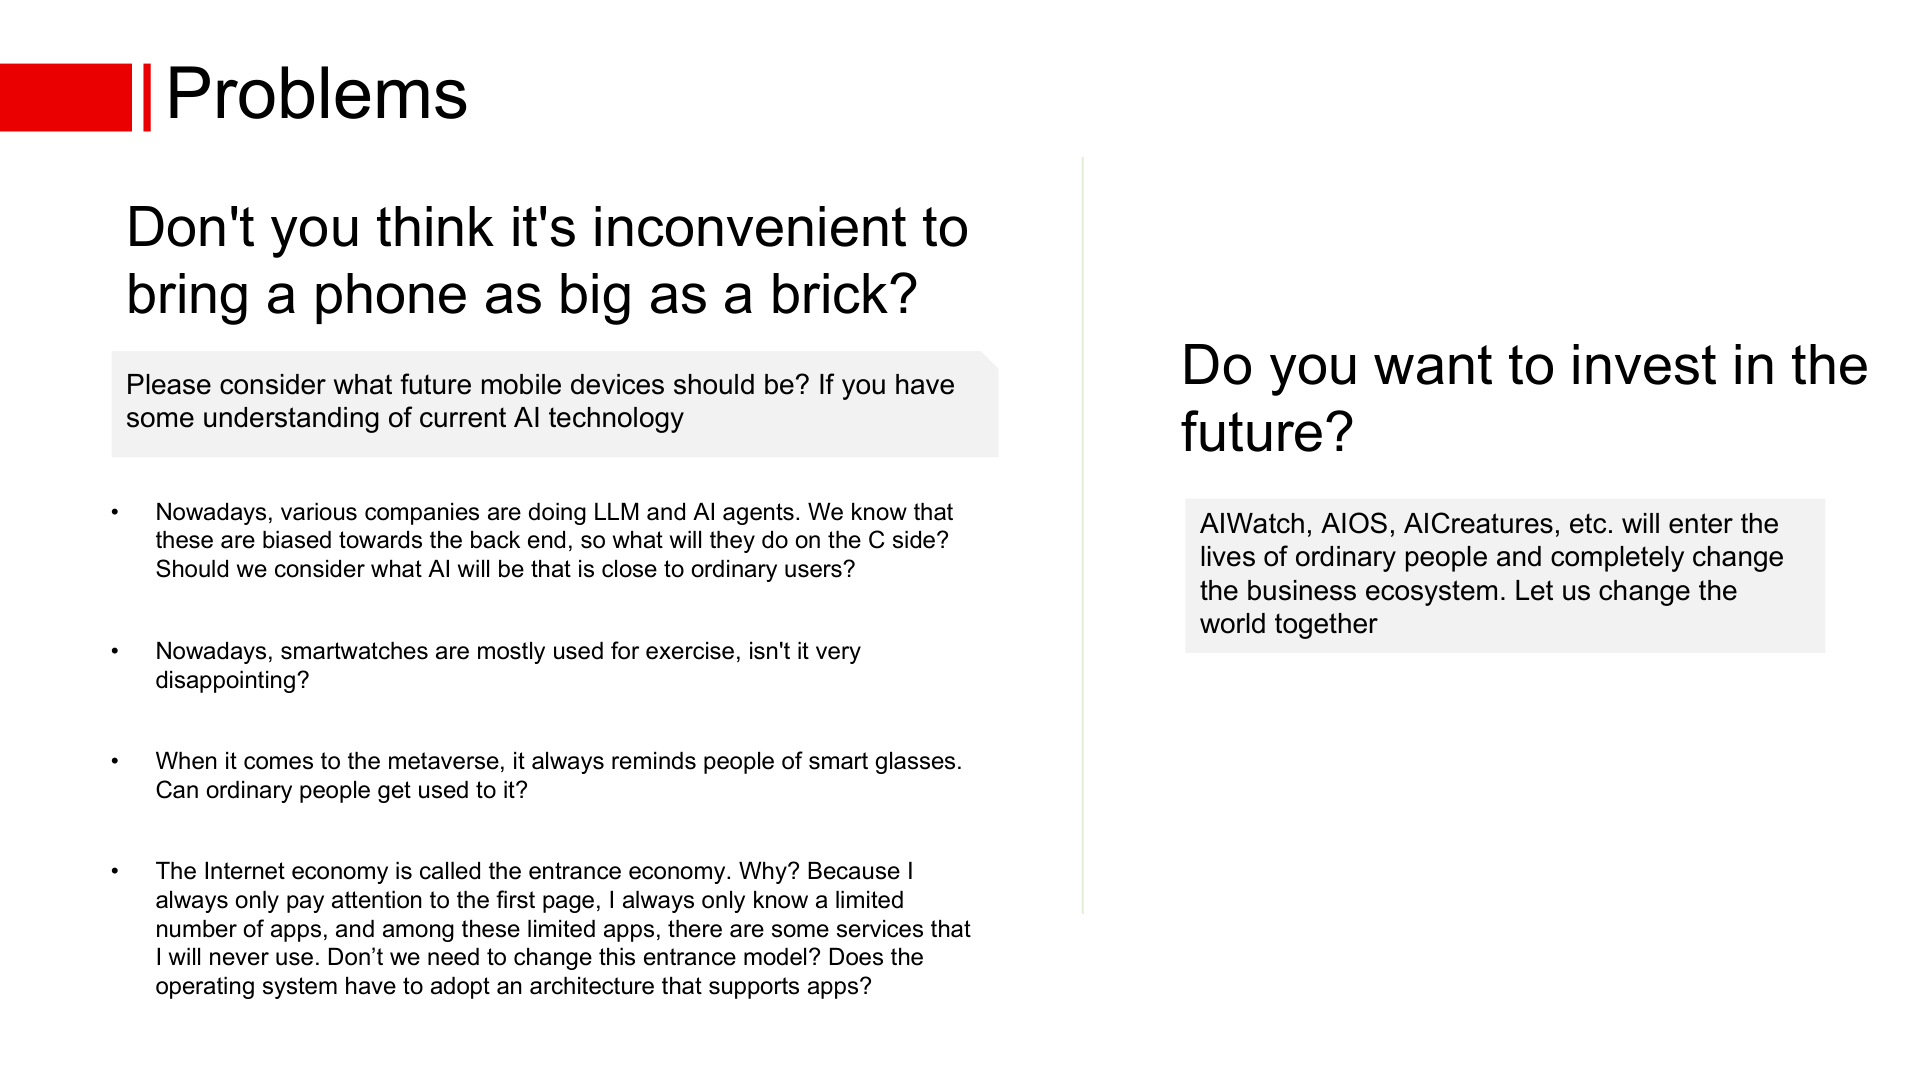 Problems
Don't you think it's inconvenient to
bring a phone as big as a brick?
Please consider what future mobile devices should be? If you have
some understanding of current AI technology
• Nowadays, various companies are doing LLM and AI agents. We know that
these are biased towards the back end, so what will they do on the C side?
Should we consider what AI will be that is close to ordinary users?
• Nowadays, smartwatches are mostly used for exercise, isn't it very
disappointing?
• When it comes to the metaverse, it always reminds people of smart glasses.
Can ordinary people get used to it?
• The Internet economy is called the entrance economy. Why? Because I
always only pay attention to the first page, I always only know a limited
number of apps, and among these limited apps, there are some services that
I will never use. Don’t we need to change this entrance model? Does the
operating system have to adopt an architecture that supports apps?
Do you want to invest in the
future?
AIWatch, AIOS, AICreatures, etc. will enter the
lives of ordinary people and completely change
the business ecosystem. Let us change the
world together